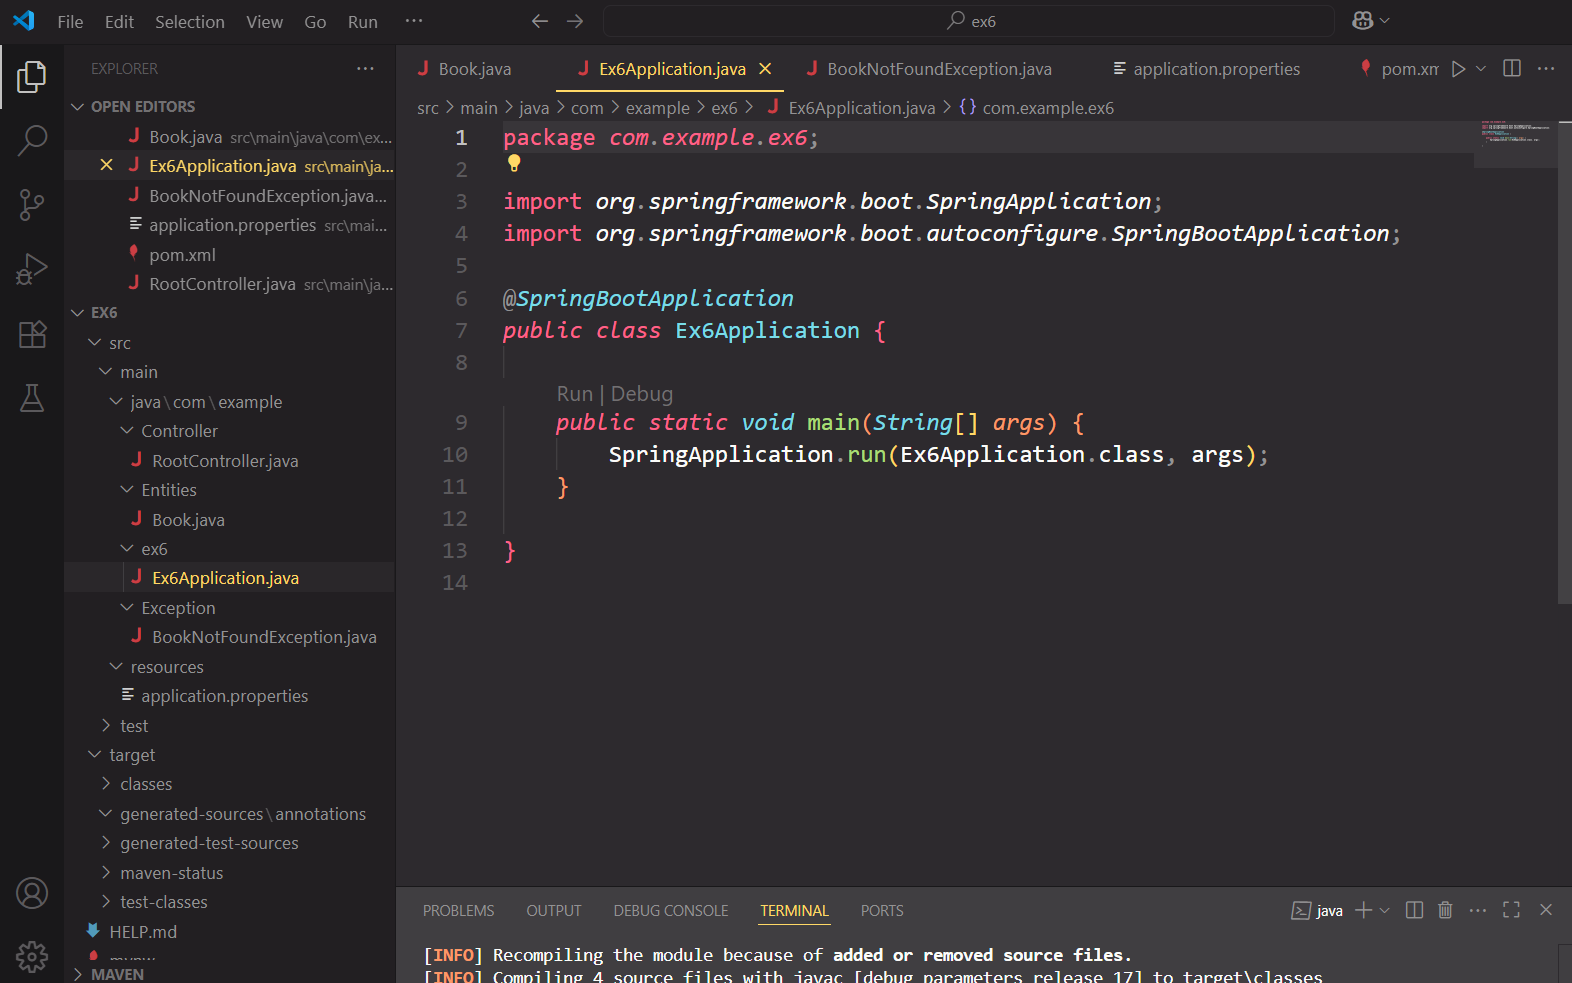 File Edit Selection View Go Run ··· ex6
EXPLORER ···
OPEN EDITORS
Book.java src\main\java\com\ex...
Ex6Application.java src\main\ja...
BookNotFoundException.java...
application.properties src\mai...
pom.xml
RootController.java src\main\ja...
EX6
src
main
java\com\example
Controller
RootController.java
Entities
Book.java
ex6
Ex6Application.java
Exception
BookNotFoundException.java
resources
application.properties
test
target
classes
generated-sources\annotations
generated-test-sources
maven-status
test-classes
HELP.md
MAVEN
Book.java Ex6Application.java BookNotFoundException.java application.properties pom.xm
src > main > java > com > example > ex6 > Ex6Application.java > {} com.example.ex6
1 package com.example.ex6;
2
3 import org.springframework.boot.SpringApplication;
4 import org.springframework.boot.autoconfigure.SpringBootApplication;
5
6 @SpringBootApplication
7 public class Ex6Application {
8
Run | Debug
9 public static void main(String[] args) {
10 SpringApplication.run(Ex6Application.class, args);
11 }
12
13 }
14
PROBLEMS OUTPUT DEBUG CONSOLE TERMINAL PORTS java
[INFO] Recompiling the module because of added or removed source files.
[INFO] Compiling 4 source files with javac [debug parameters release 17] to target\classes